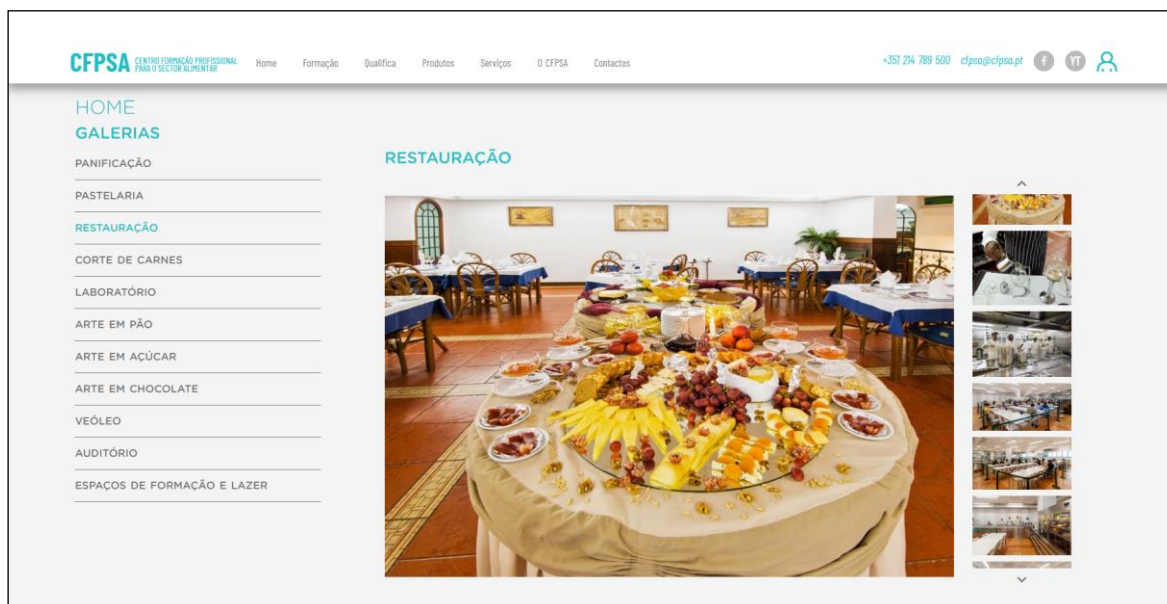 CFPSA CENTRO FORMAÇÃO PROFISSIONAL
PARA O SECTOR ALIMENTAR
Home Formação Qualifica Produtos Serviços O CFPSA Contactos
+351 214 789 500 cfpsa@cfpsa.pt f YT
HOME
GALERIAS
PANIFICAÇÃO
PASTELARIA
RESTAURAÇÃO
CORTE DE CARNES
LABORATÓRIO
ARTE EM PÃO
ARTE EM AÇÚCAR
ARTE EM CHOCOLATE
VEÓLEO
AUDITÓRIO
ESPAÇOS DE FORMAÇÃO E LAZER
RESTAURAÇÃO